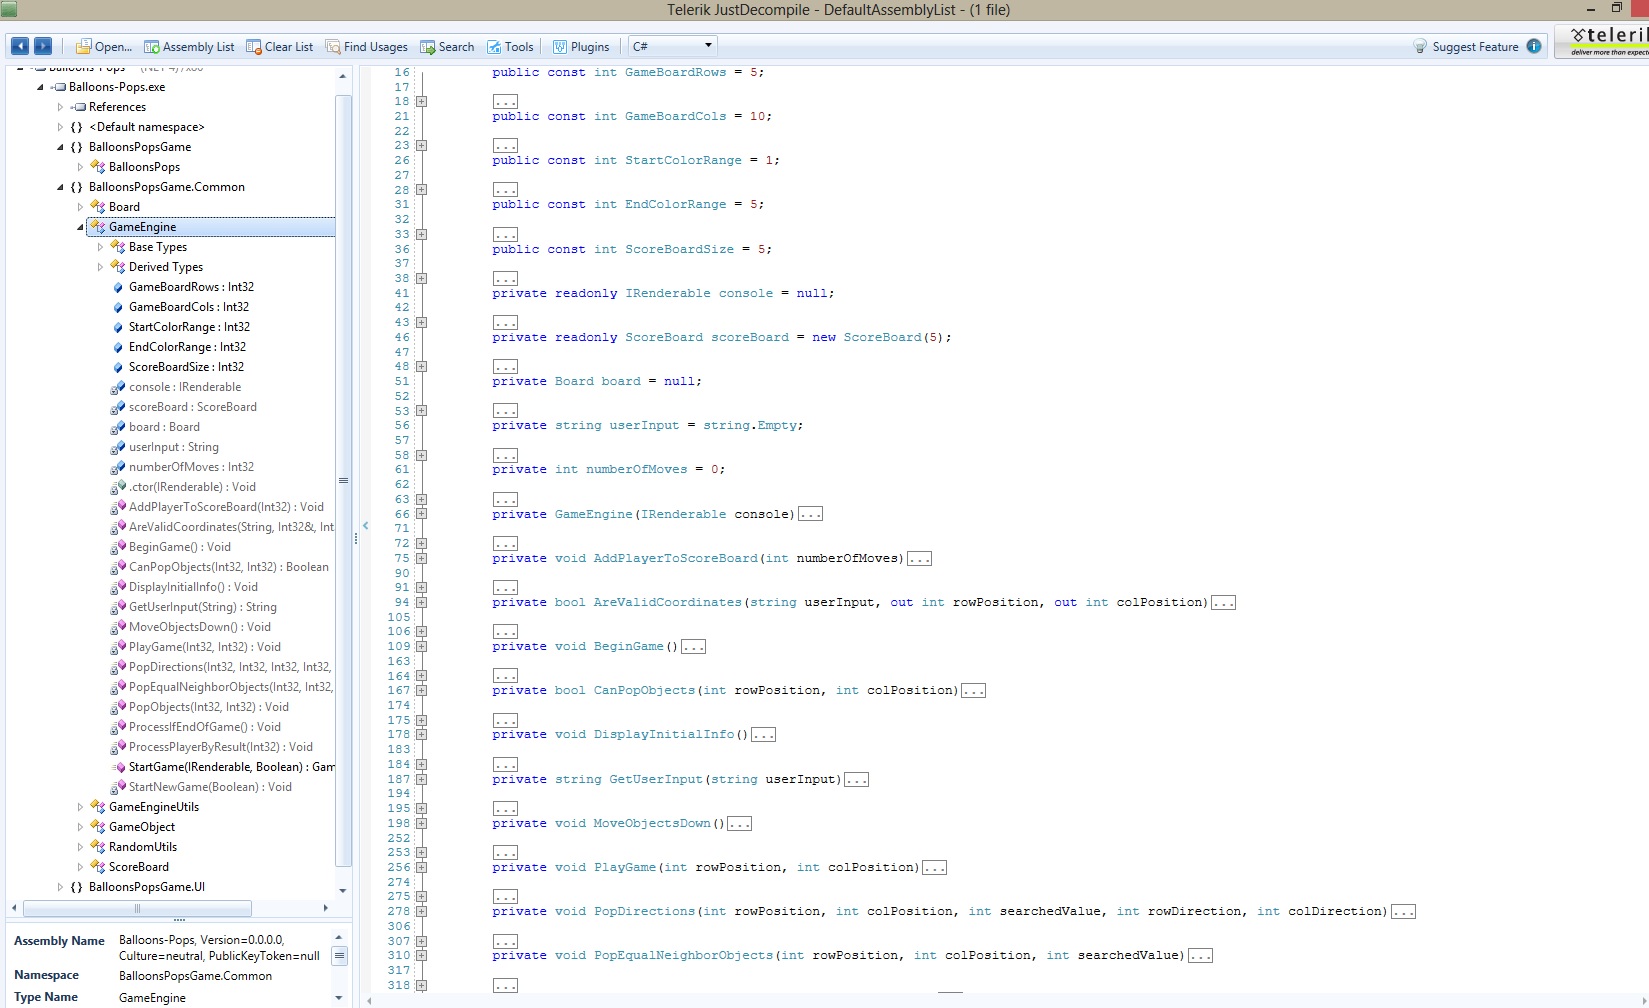 Telerik JustDecompile - DefaultAssemblyList - (1 file)
Open... Assembly List Clear List Find Usages Search Tools Plugins C# Suggest Feature telerik
deliver more than expected
Balloons-Pops (.NET 4) / x86
Balloons-Pops.exe
References
{} <Default namespace>
{} BalloonsPopsGame
BalloonsPops
{} BalloonsPopsGame.Common
Board
GameEngine
Base Types
Derived Types
GameBoardRows : Int32
GameBoardCols : Int32
StartColorRange : Int32
EndColorRange : Int32
ScoreBoardSize : Int32
console : IRenderable
scoreBoard : ScoreBoard
board : Board
userInput : String
numberOfMoves : Int32
.ctor(IRenderable) : Void
AddPlayerToScoreBoard(Int32) : Void
AreValidCoordinates(String, Int32&, Int
BeginGame() : Void
CanPopObjects(Int32, Int32) : Boolean
DisplayInitialInfo() : Void
GetUserInput(String) : String
MoveObjectsDown() : Void
PlayGame(Int32, Int32) : Void
PopDirections(Int32, Int32, Int32, Int32,
PopEqualNeighborObjects(Int32, Int32,
PopObjects(Int32, Int32) : Void
ProcessIfEndOfGame() : Void
ProcessPlayerByResult(Int32) : Void
StartGame(IRenderable, Boolean) : Gam
StartNewGame(Boolean) : Void
GameEngineUtils
GameObject
RandomUtils
ScoreBoard
{} BalloonsPopsGame.UI
Assembly Name Balloons-Pops, Version=0.0.0.0,
Culture=neutral, PublicKeyToken=null
Namespace BalloonsPopsGame.Common
Type Name GameEngine
16 public const int GameBoardRows = 5;
17
18 ...
21 public const int GameBoardCols = 10;
22
23 ...
26 public const int StartColorRange = 1;
27
28 ...
31 public const int EndColorRange = 5;
32
33 ...
36 public const int ScoreBoardSize = 5;
37
38 ...
41 private readonly IRenderable console = null;
42
43 ...
46 private readonly ScoreBoard scoreBoard = new ScoreBoard(5);
47
48 ...
51 private Board board = null;
52
53 ...
56 private string userInput = string.Empty;
57
58 ...
61 private int numberOfMoves = 0;
62
63 ...
66 private GameEngine(IRenderable console)...
71
72 ...
75 private void AddPlayerToScoreBoard(int numberOfMoves)...
90
91 ...
94 private bool AreValidCoordinates(string userInput, out int rowPosition, out int colPosition)...
105
106 ...
109 private void BeginGame()...
163
164 ...
167 private bool CanPopObjects(int rowPosition, int colPosition)...
174
175 ...
178 private void DisplayInitialInfo()...
183
184 ...
187 private string GetUserInput(string userInput)...
194
195 ...
198 private void MoveObjectsDown()...
252
253 ...
256 private void PlayGame(int rowPosition, int colPosition)...
274
275 ...
278 private void PopDirections(int rowPosition, int colPosition, int searchedValue, int rowDirection, int colDirection)...
306
307 ...
310 private void PopEqualNeighborObjects(int rowPosition, int colPosition, int searchedValue)...
317
318 ...